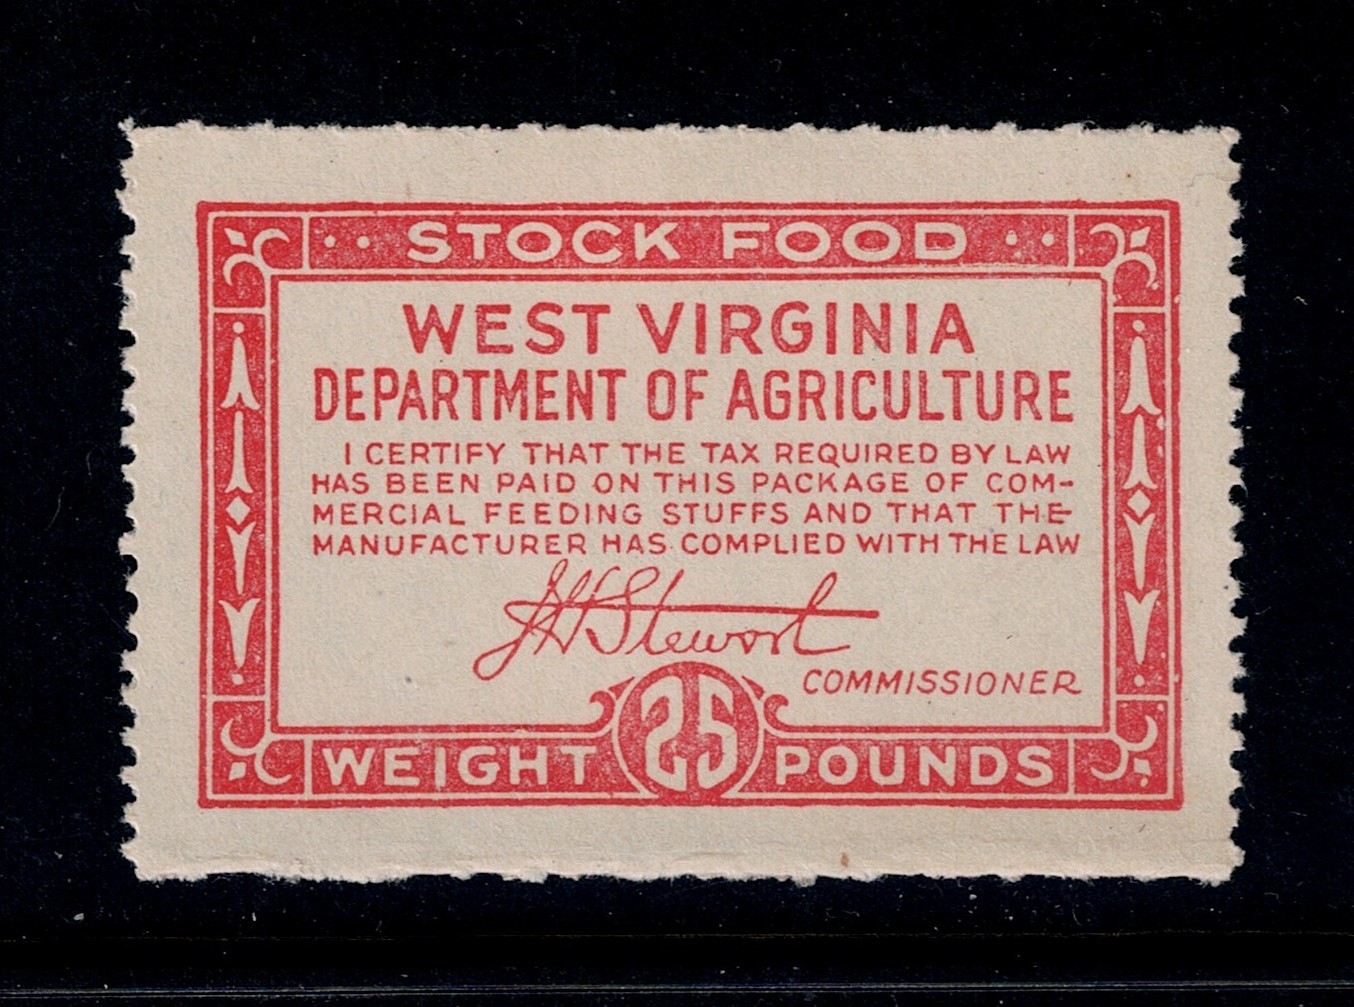 ·· STOCK FOOD ··
WEST VIRGINIA
DEPARTMENT OF AGRICULTURE
I CERTIFY THAT THE TAX REQUIRED BY LAW
HAS BEEN PAID ON THIS PACKAGE OF COM-
MERCIAL FEEDING STUFFS AND THAT THE
MANUFACTURER HAS COMPLIED WITH THE LAW
JH Stewart
COMMISSIONER
WEIGHT 25 POUNDS